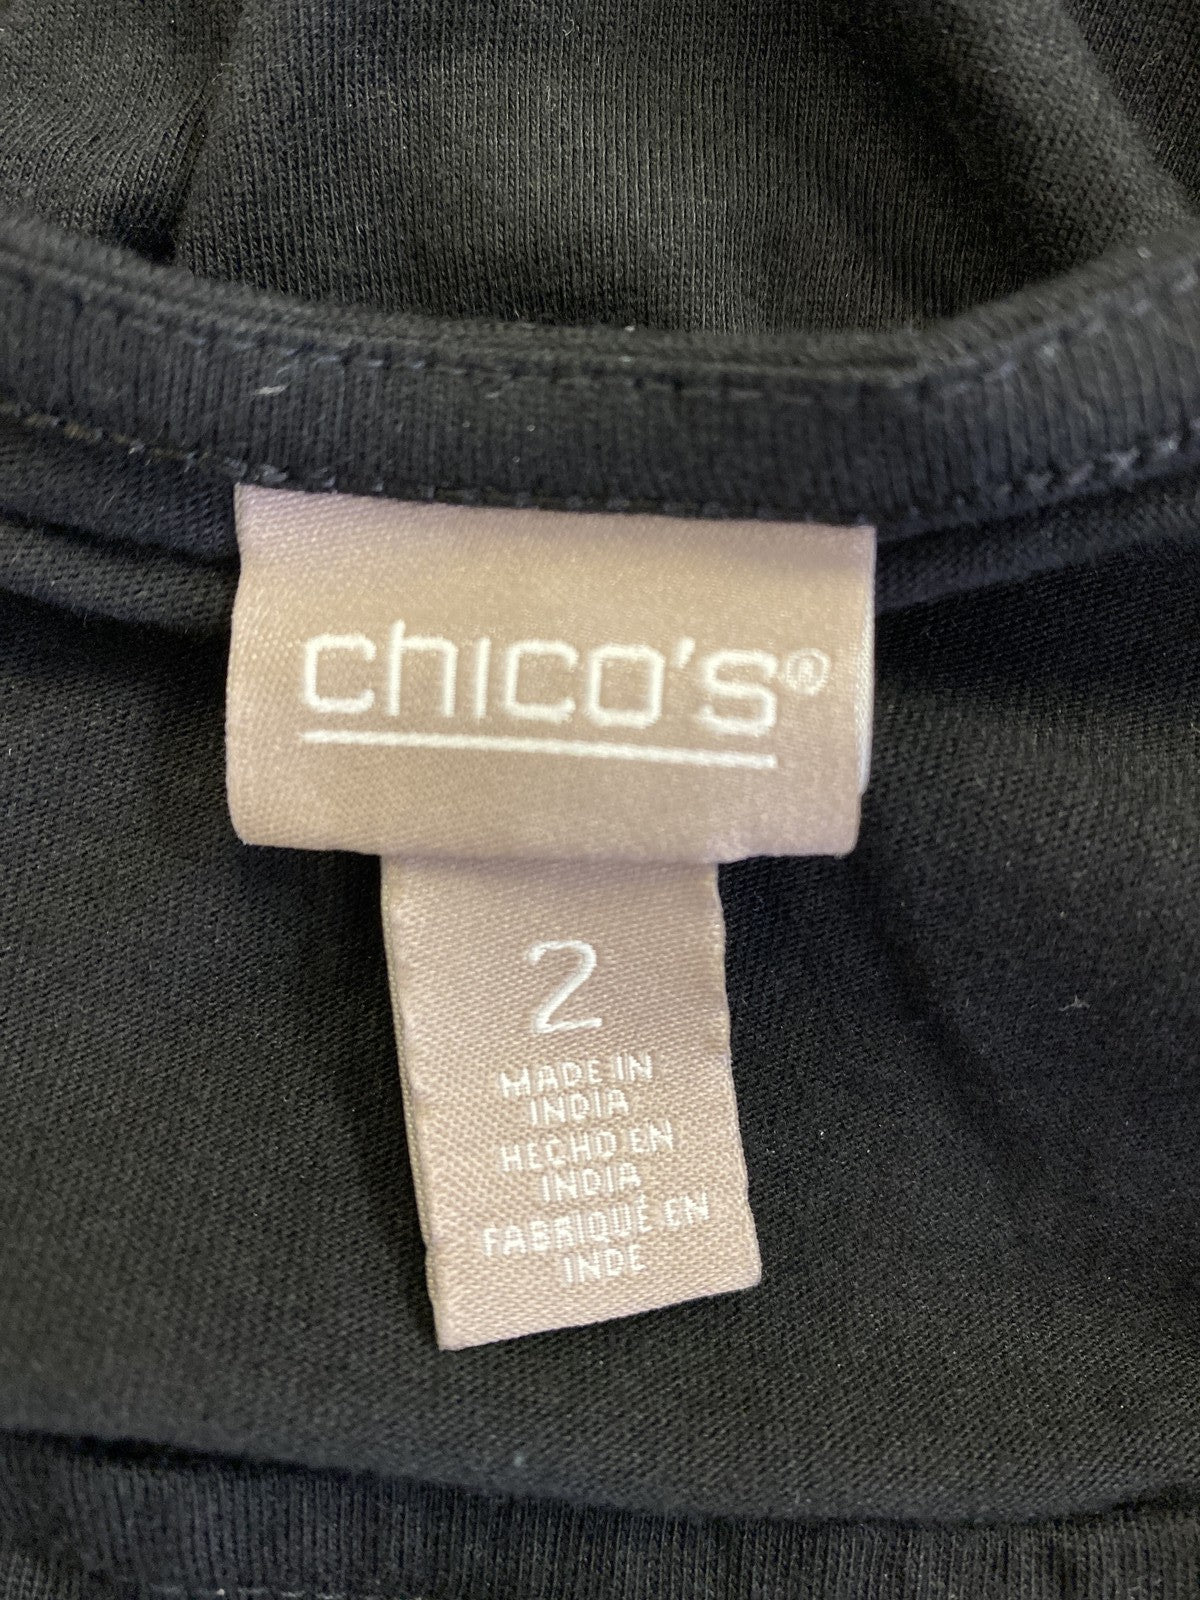 chico's®
2
MADE IN
INDIA
HECHO EN
INDIA
FABRIQUÉ EN
INDE